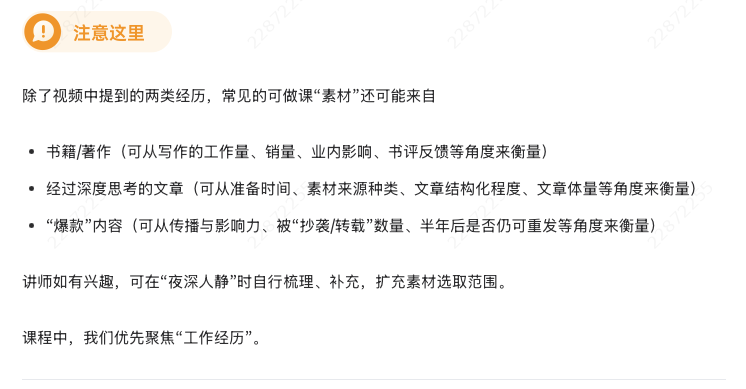 注意这里
除了视频中提到的两类经历，常见的可做课“素材”还可能来自
• 书籍/著作（可从写作的工作量、销量、业内影响、书评反馈等角度来衡量）
• 经过深度思考的文章（可从准备时间、素材来源种类、文章结构化程度、文章体量等角度来衡量）
• “爆款”内容（可从传播与影响力、被“抄袭/转载”数量、半年后是否仍可重发等角度来衡量）
讲师如有兴趣，可在“夜深人静”时自行梳理、补充，扩充素材选取范围。
课程中，我们优先聚焦“工作经历”。